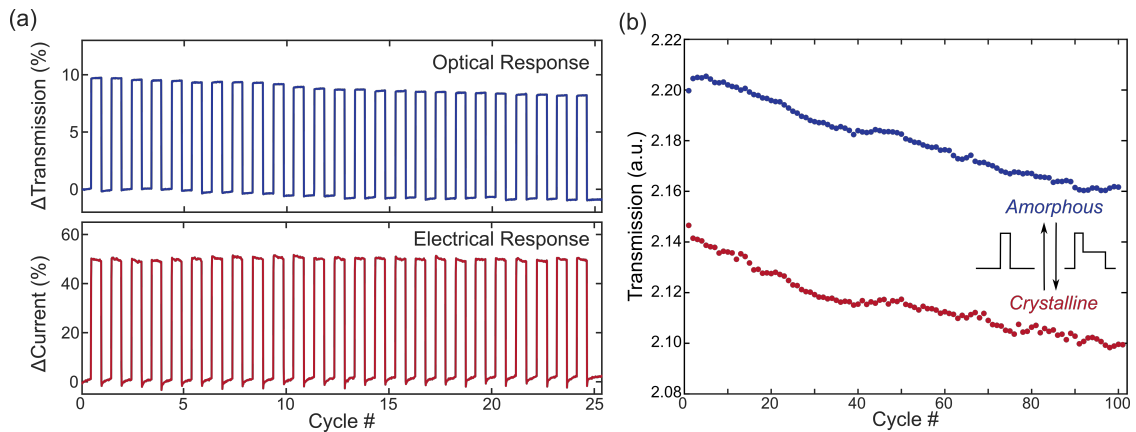 (a)
ΔTransmission (%)
10
5
0
Optical Response
ΔCurrent (%)
60
40
20
0
Electrical Response
0 5 10 15 20 25
Cycle #
(b)
Transmission (a.u.)
2.22
2.20
2.18
2.16
2.14
2.12
2.10
2.08
Amorphous
Crystalline
0 20 40 60 80 100
Cycle #